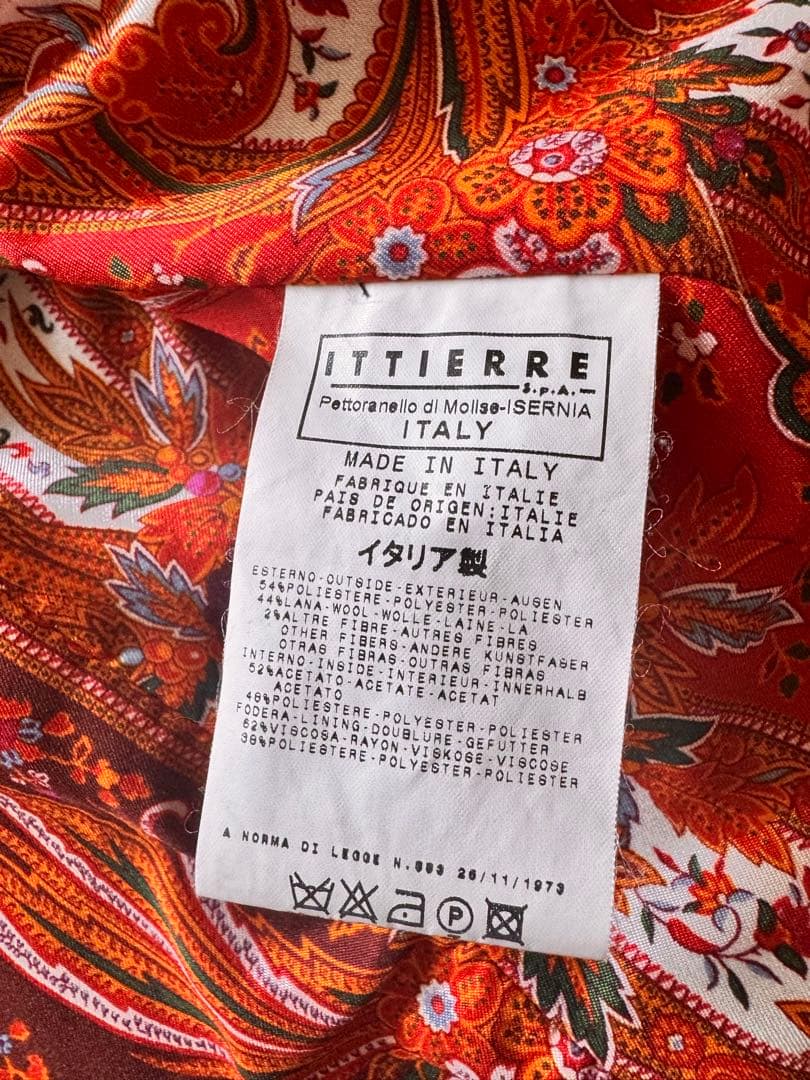 ITTIERRE
S.p.A.
Pettoranello di Molise-ISERNIA
ITALY
MADE IN ITALY
FABRIQUE EN ITALIE
PAIS DE ORIGEN:ITALIE
FABRICADO EN ITALIA
イタリア製
ESTERNO-OUTSIDE-EXTERIEUR-AUSEN
54%POLIESTERE-POLYESTER-POLIESTER
44%LANA-WOOL-WOLLE-LAINE-LA
2%ALTRE FIBRE-AUTRES FIBRES
OTHER FIBERS-ANDERE KUNSTFASER
OTRAS FIBRAS-OUTRAS FIBRAS
INTERNO-INSIDE-INTERIEUR-INNERHALB
52%ACETATO-ACETATE-ACETAT
ACETATO
48%POLIESTERE-POLYESTER-POLIESTER
FODERA-LINING-DOUBLURE-GEFUTTER
62%VISCOSA-RAYON-VISKOSE-VISCOSE
38%POLIESTERE-POLYESTER-POLIESTER
A NORMA DI LEGGE N.883 26/11/1973
P